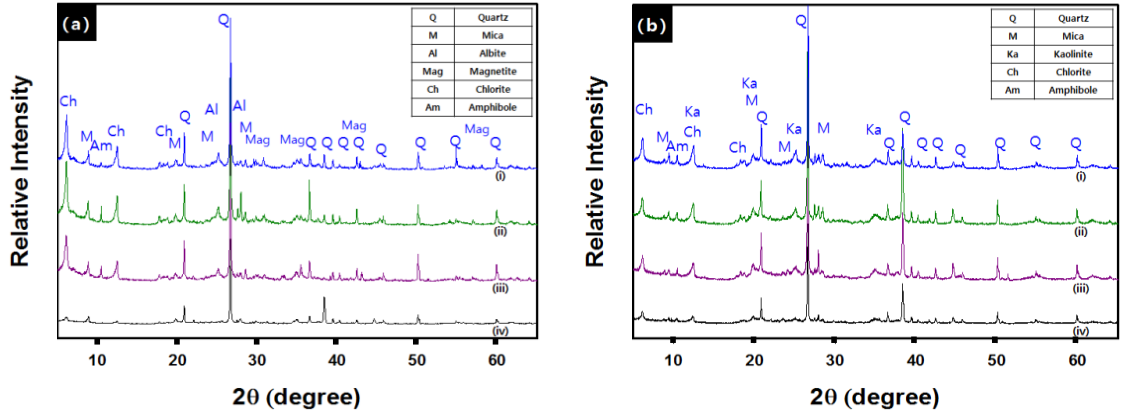 (a)
Q Quartz
M Mica
Al Albite
Mag Magnetite
Ch Chlorite
Am Amphibole
Q
Ch
M
Am
Ch
Ch
M
Q
Al
M
Al
M
Mag
Mag
Q
Q
Q
Mag
Q
Q
Q
Q
Mag
Q
(i)
(ii)
(iii)
(iv)
10 20 30 40 50 60
2θ (degree)
Relative Intensity
(b)
Q Quartz
M Mica
Ka Kaolinite
Ch Chlorite
Am Amphibole
Q
Ch
M
Am
Ka
Ch
Ch
Ka
M
Q
M
Ka
M
Ka
Q
Q
Q
Q
Q
Q
Q
Q
(i)
(ii)
(iii)
(iv)
10 20 30 40 50 60
2θ (degree)
Relative Intensity